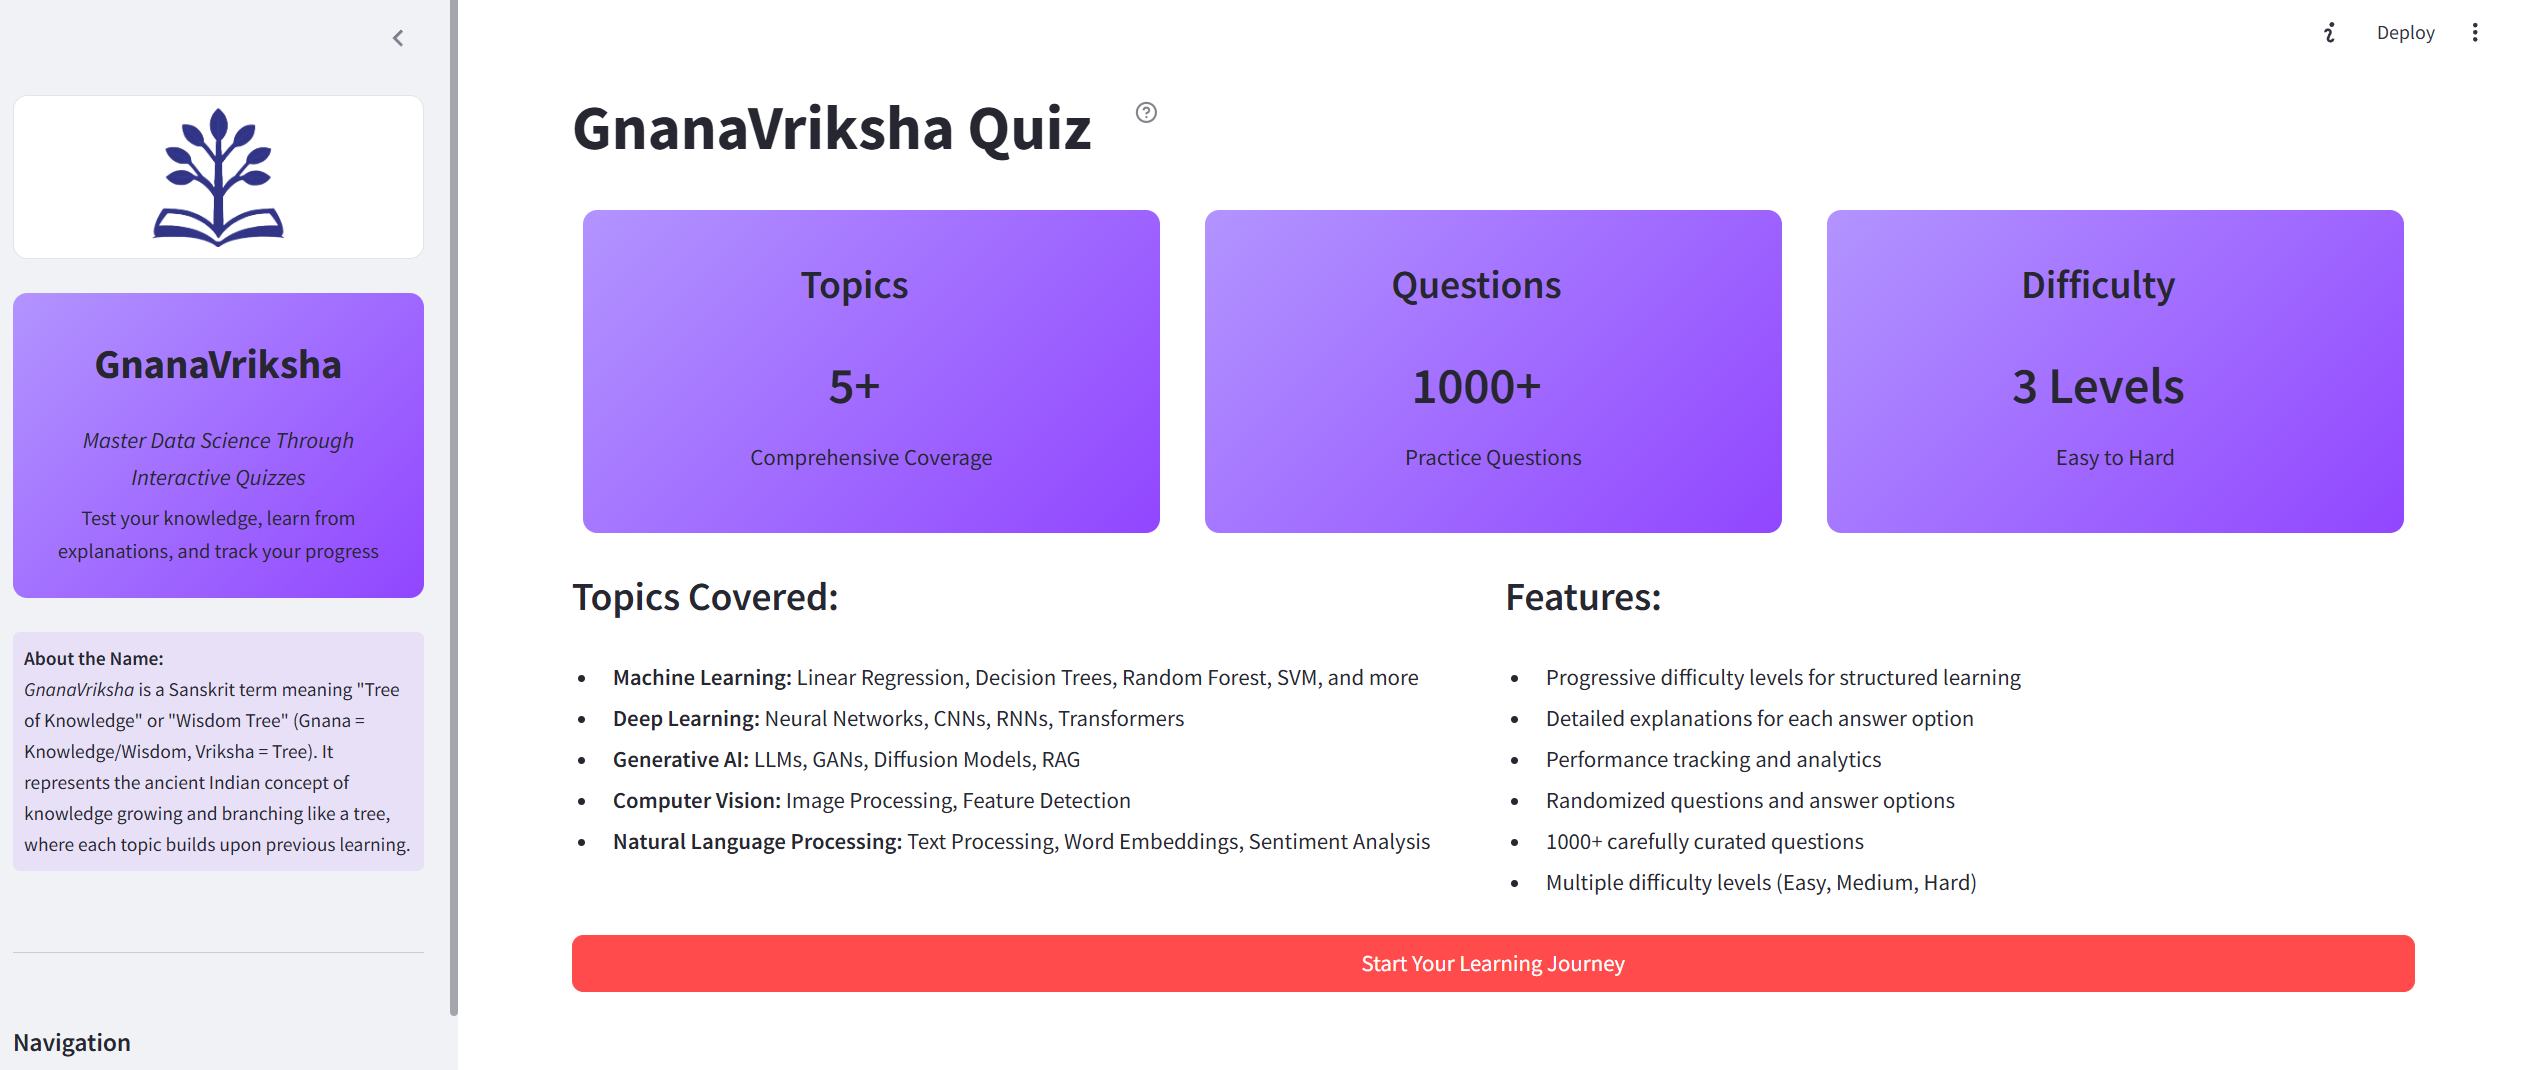 Deploy
GnanaVriksha
Master Data Science Through
Interactive Quizzes
Test your knowledge, learn from
explanations, and track your progress
About the Name:
GnanaVriksha is a Sanskrit term meaning "Tree
of Knowledge" or "Wisdom Tree" (Gnana =
Knowledge/Wisdom, Vriksha = Tree). It
represents the ancient Indian concept of
knowledge growing and branching like a tree,
where each topic builds upon previous learning.
Navigation
GnanaVriksha Quiz
Topics
5+
Comprehensive Coverage
Questions
1000+
Practice Questions
Difficulty
3 Levels
Easy to Hard
Topics Covered:
Machine Learning: Linear Regression, Decision Trees, Random Forest, SVM, and more
Deep Learning: Neural Networks, CNNs, RNNs, Transformers
Generative AI: LLMs, GANs, Diffusion Models, RAG
Computer Vision: Image Processing, Feature Detection
Natural Language Processing: Text Processing, Word Embeddings, Sentiment Analysis
Features:
Progressive difficulty levels for structured learning
Detailed explanations for each answer option
Performance tracking and analytics
Randomized questions and answer options
1000+ carefully curated questions
Multiple difficulty levels (Easy, Medium, Hard)
Start Your Learning Journey